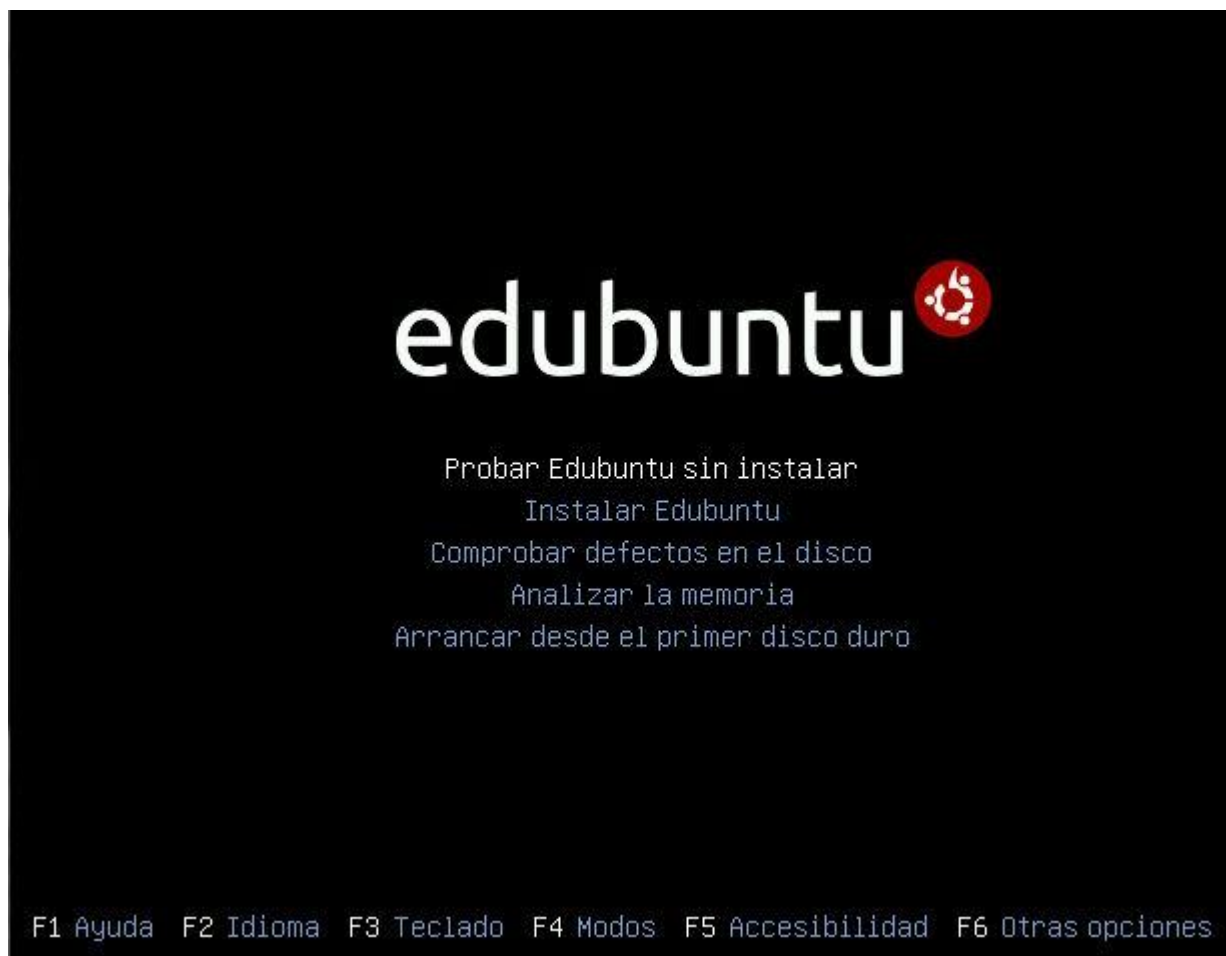 edubuntu
Probar Edubuntu sin instalar
Instalar Edubuntu
Comprobar defectos en el disco
Analizar la memoria
Arrancar desde el primer disco duro
F1 Ayuda F2 Idioma F3 Teclado F4 Modos F5 Accesibilidad F6 Otras opciones